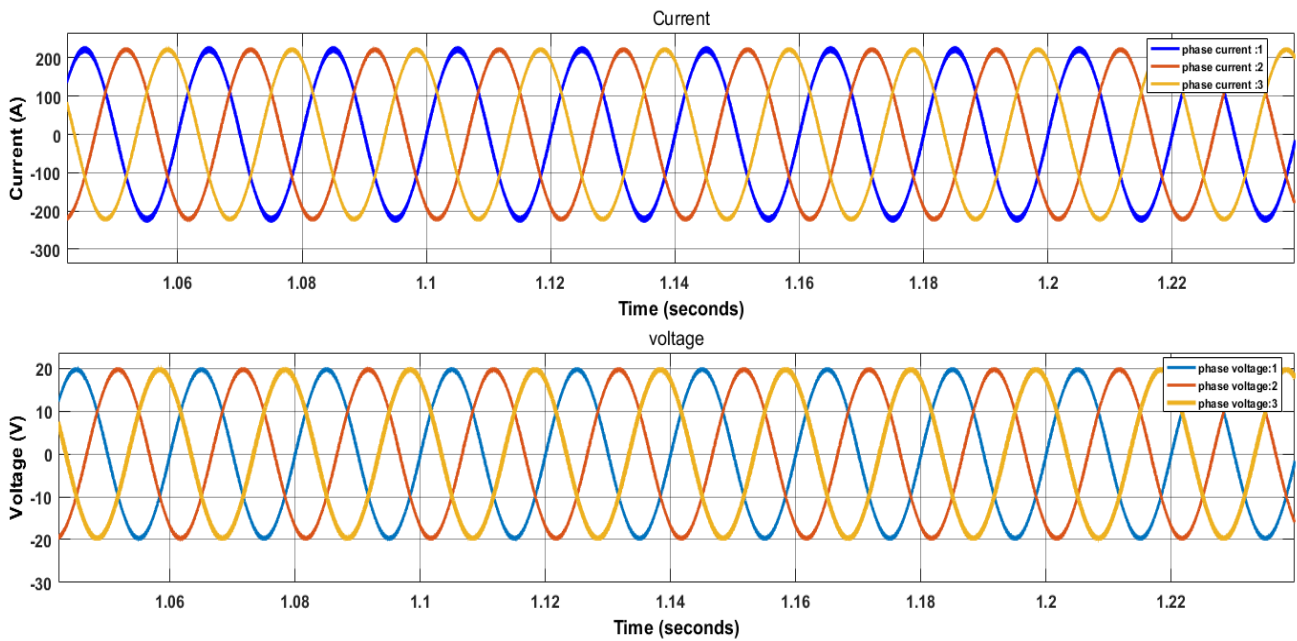 Current
200
100
0
-100
-200
-300
Current (A)
phase current :1
phase current :2
phase current :3
1.06 1.08 1.1 1.12 1.14 1.16 1.18 1.2 1.22
Time (seconds)
voltage
20
10
0
-10
-20
-30
Voltage (V)
phase voltage:1
phase voltage:2
phase voltage:3
1.06 1.08 1.1 1.12 1.14 1.16 1.18 1.2 1.22
Time (seconds)